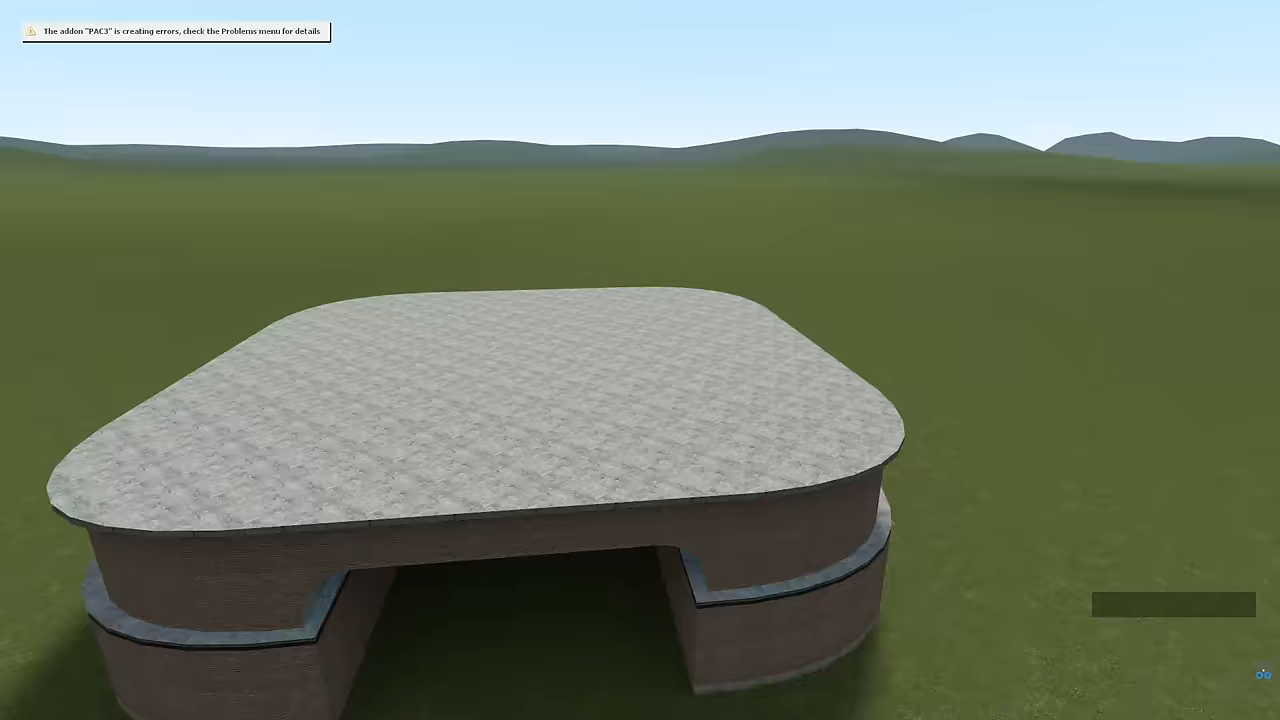 The addon "PAC3" is creating errors, check the Problems menu for details